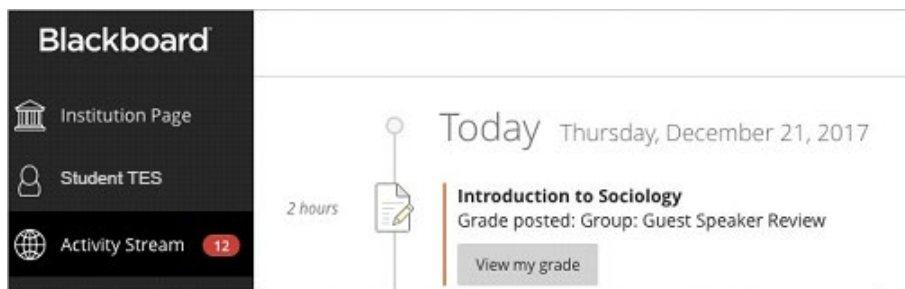 Blackboard
Institution Page
Student TES
Activity Stream 12
Today Thursday, December 21, 2017
2 hours
Introduction to Sociology
Grade posted: Group: Guest Speaker Review
View my grade